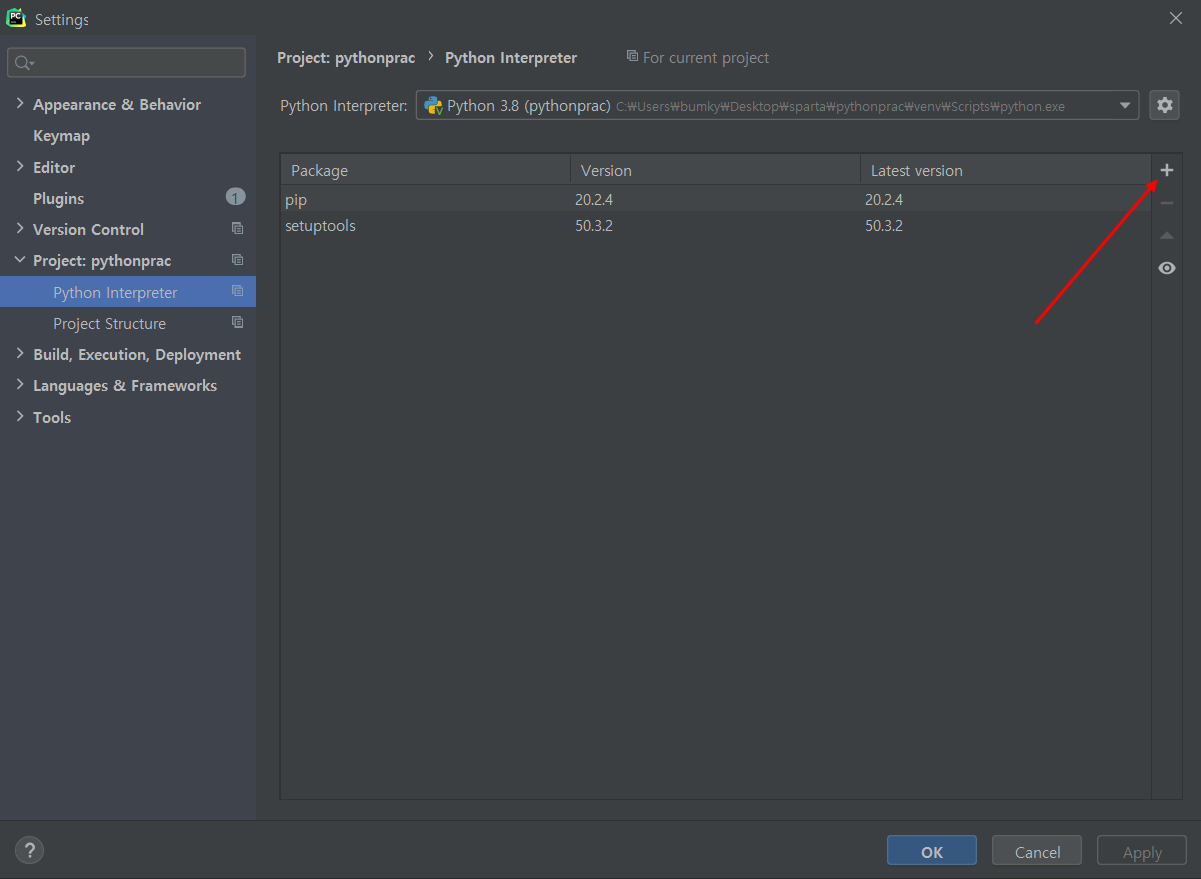 Settings
Project: pythonprac › Python Interpreter For current project
Python Interpreter: Python 3.8 (pythonprac) C:₩Users₩bumky₩Desktop₩sparta₩pythonprac₩venv₩Scripts₩python.exe
Appearance & Behavior
Keymap
Editor
Plugins 1
Version Control
Project: pythonprac
Python Interpreter
Project Structure
Build, Execution, Deployment
Languages & Frameworks
Tools
Package Version Latest version
pip 20.2.4 20.2.4
setuptools 50.3.2 50.3.2
? OK Cancel Apply